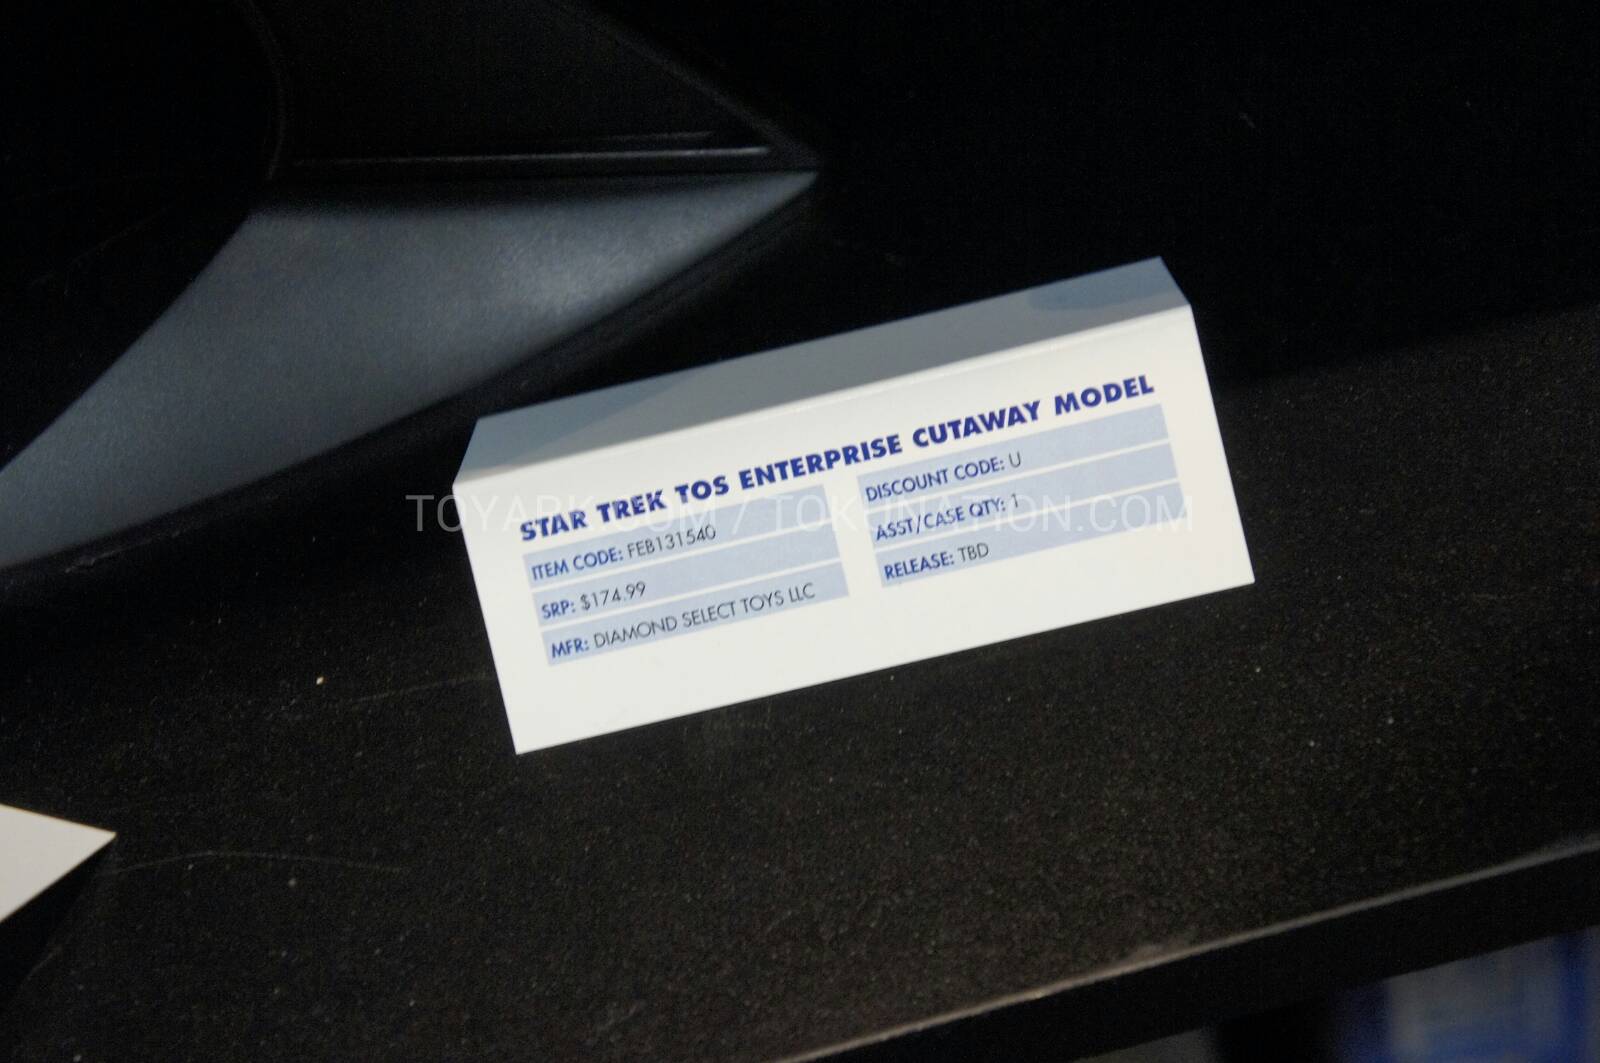 STAR TREK TOS ENTERPRISE CUTAWAY MODEL
ITEM CODE: FEB131540
SRP: $174.99
MFR: DIAMOND SELECT TOYS LLC
DISCOUNT CODE: U
ASST/CASE QTY: 1
RELEASE: TBD
TOYARK.COM / TOKUNATION.COM